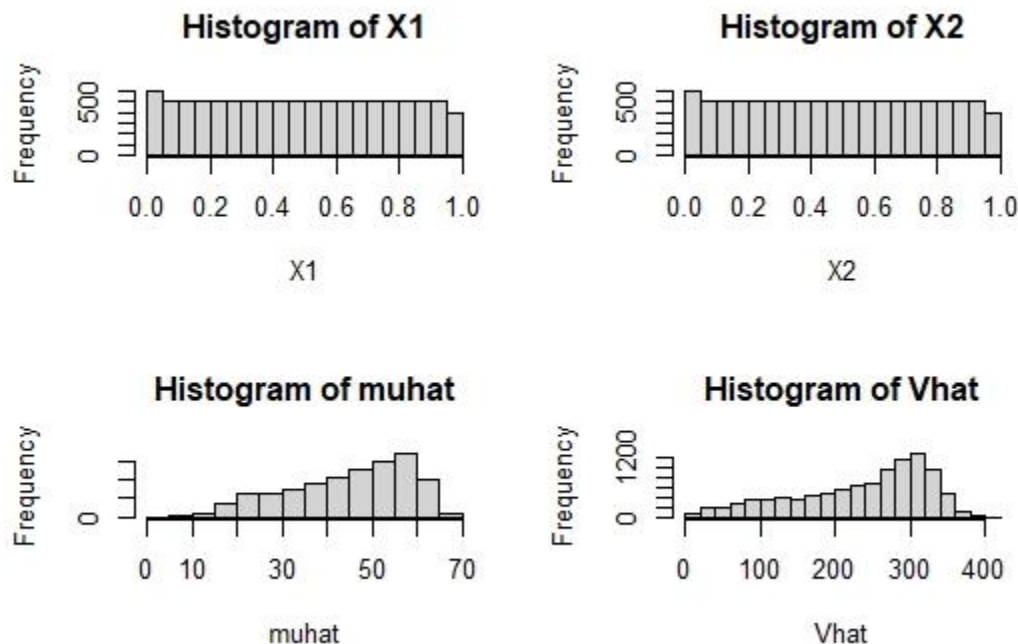 Histogram of X1
Frequency
0 500
0.0 0.2 0.4 0.6 0.8 1.0
X1
Histogram of X2
Frequency
0 500
0.0 0.2 0.4 0.6 0.8 1.0
X2
Histogram of muhat
Frequency
0
0 10 30 50 70
muhat
Histogram of Vhat
Frequency
0 1200
0 100 200 300 400
Vhat